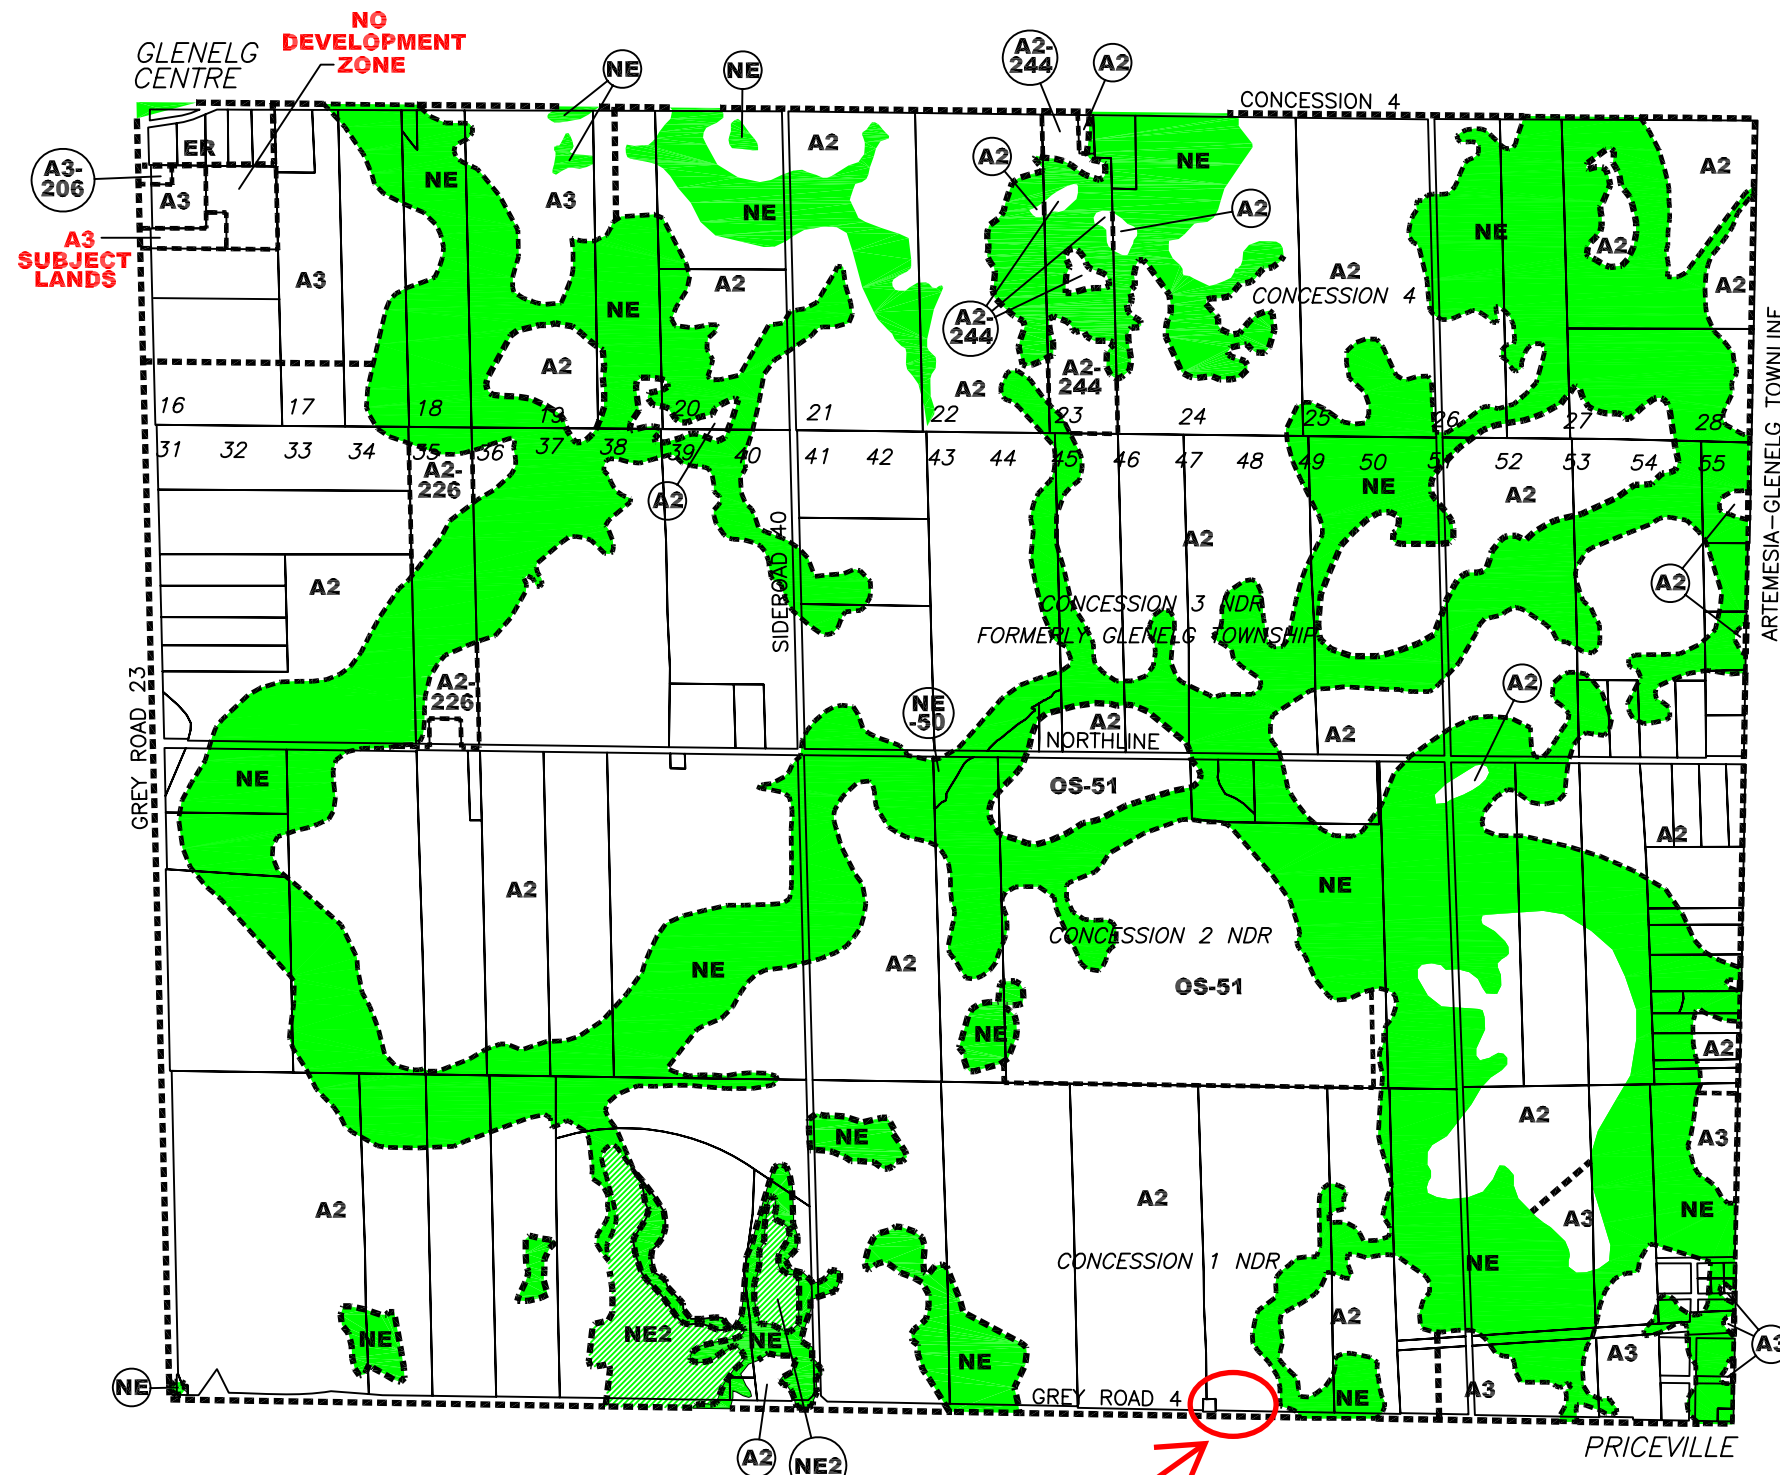 GLENELG
CENTRE
NO
DEVELOPMENT
ZONE
NE
NE
A2-
244
A2
CONCESSION 4
ER
A3-
206
A3
NE
A3
A2
NE
A2
NE
A2
NE
A2
A2
A3
SUBJECT
LANDS
A3
NE
A2
A2
CONCESSION 4
A2
A2-
244
A2
A2
A2-
244
A2
16
17
18
19
20
21
22
23
24
25
26
27
28
31
32
33
34
35
36
37
38
39
40
41
42
43
44
45
46
47
48
49
50
51
52
53
54
55
A2-
226
A2
NE
A2
A2
A2
A2
SIDEROAD 40
ARTEMESIA-GLENELG TOWNLINE
CONCESSION 3 NDR
FORMERLY GLENELG TOWNSHIP
A2-
226
NE
-50
A2
A2
A2
NORTHLINE
GREY ROAD 23
NE
OS-51
A2
A2
NE
CONCESSION 2 NDR
NE
A2
OS-51
NE
A2
A2
NE
A3
A2
A2
A3
NE
CONCESSION 1 NDR
NE
A2
NE
NE2
NE
NE
A3
A3
NE
GREY ROAD 4
NE
A3
A2
NE2
PRICEVILLE